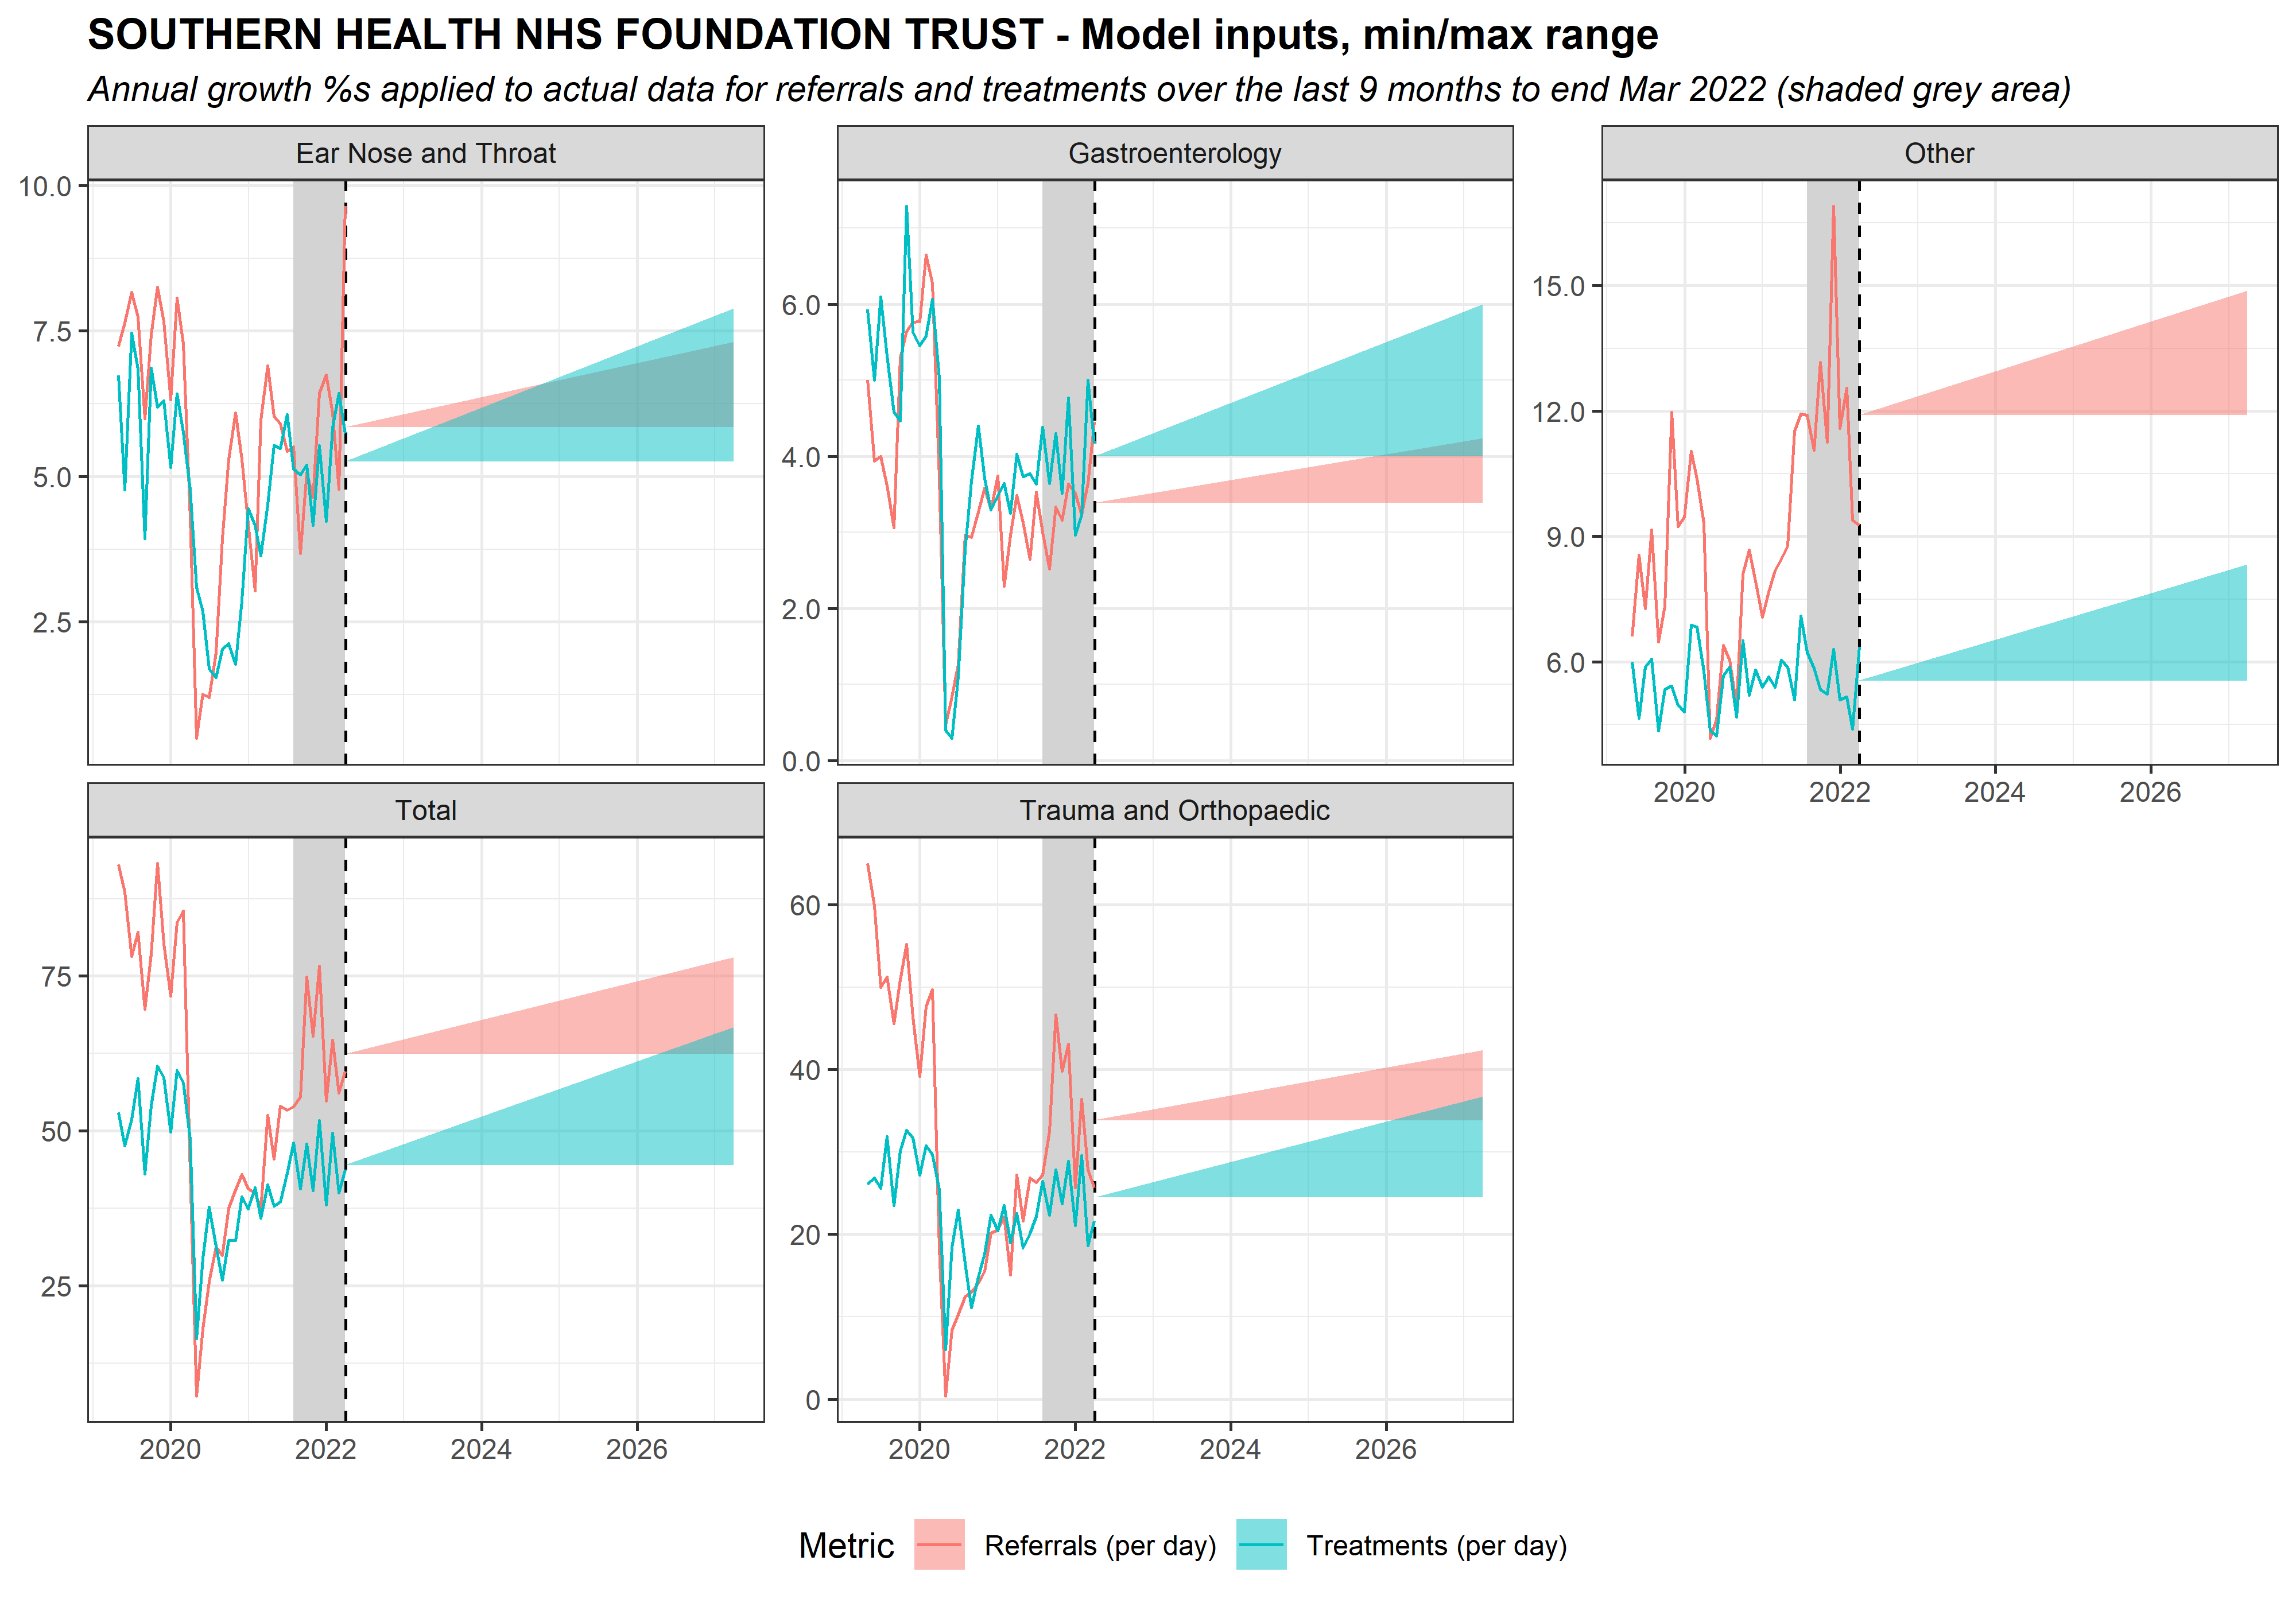 SOUTHERN HEALTH NHS FOUNDATION TRUST - Model inputs, min/max range
Annual growth %s applied to actual data for referrals and treatments over the last 9 months to end Mar 2022 (shaded grey area)
Ear Nose and Throat
10.0
7.5
5.0
2.5
Gastroenterology
6.0
4.0
2.0
0.0
Other
15.0
12.0
9.0
6.0
2020 2022 2024 2026
Total
75
50
25
2020 2022 2024 2026
Trauma and Orthopaedic
60
40
20
0
2020 2022 2024 2026
Metric Referrals (per day) Treatments (per day)